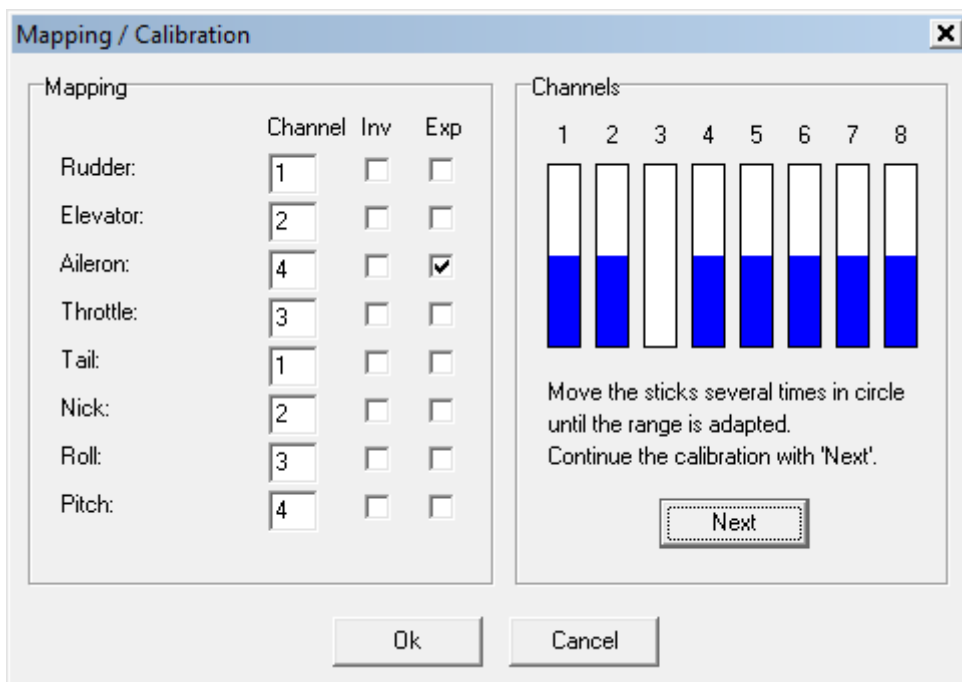 Mapping / Calibration
Mapping
Channel Inv Exp
Rudder: 1
Elevator: 2
Aileron: 4
Throttle: 3
Tail: 1
Nick: 2
Roll: 3
Pitch: 4
Channels
1 2 3 4 5 6 7 8
Move the sticks several times in circle
until the range is adapted.
Continue the calibration with 'Next'.
Next
Ok Cancel